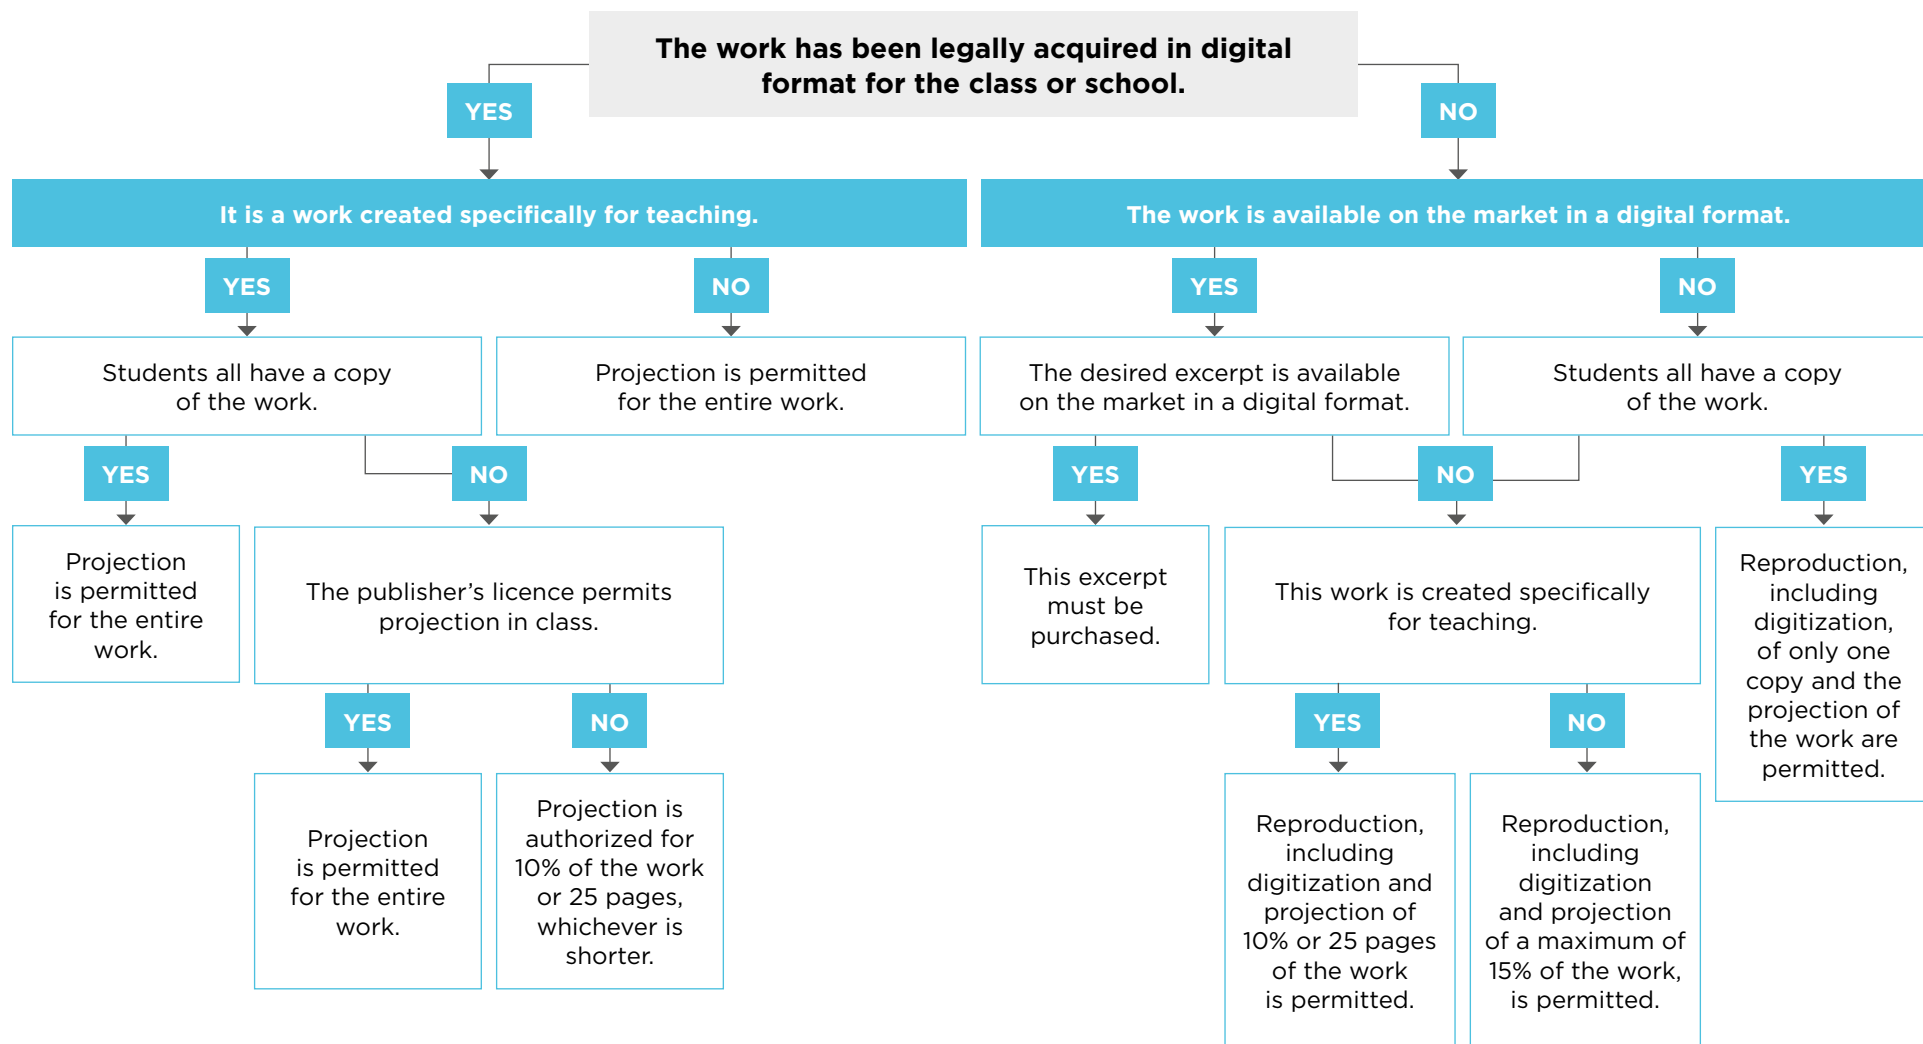 The work has been legally acquired in digital
format for the class or school.
YES
NO
It is a work created specifically for teaching.
The work is available on the market in a digital format.
YES
NO
YES
NO
Students all have a copy
of the work.
Projection is permitted
for the entire work.
The desired excerpt is available
on the market in a digital format.
Students all have a copy
of the work.
YES
NO
YES
NO
YES
Projection
is permitted
for the entire
work.
The publisher’s licence permits
projection in class.
This excerpt
must be
purchased.
This work is created specifically
for teaching.
Reproduction,
including
digitization,
of only one
copy and the
projection of
the work are
permitted.
YES
NO
YES
NO
Projection
is permitted
for the entire
work.
Projection is
authorized for
10% of the work
or 25 pages,
whichever is
shorter.
Reproduction,
including
digitization and
projection of
10% or 25 pages
of the work
is permitted.
Reproduction,
including
digitization
and projection
of a maximum of
15% of the work,
is permitted.